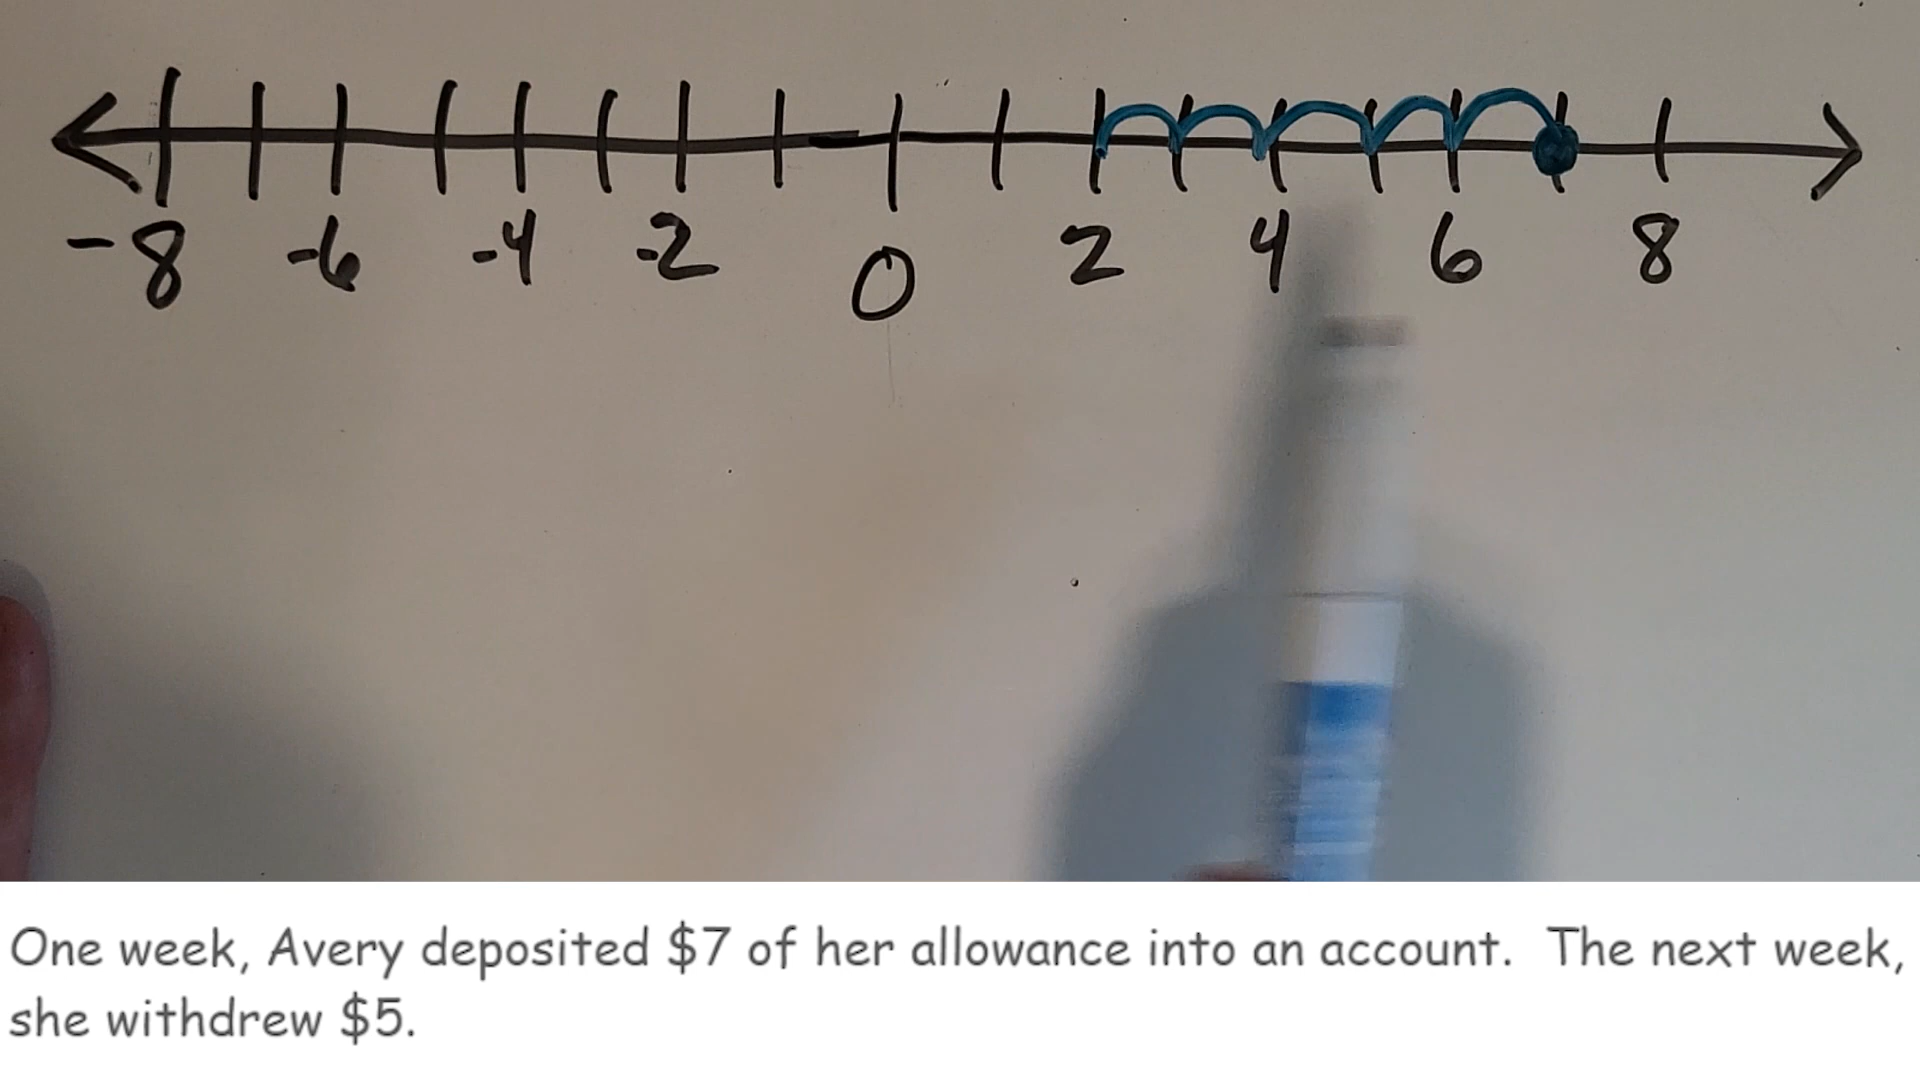 -8 -6 -4 -2 0 2 4 6 8
One week, Avery deposited $7 of her allowance into an account. The next week,
she withdrew $5.